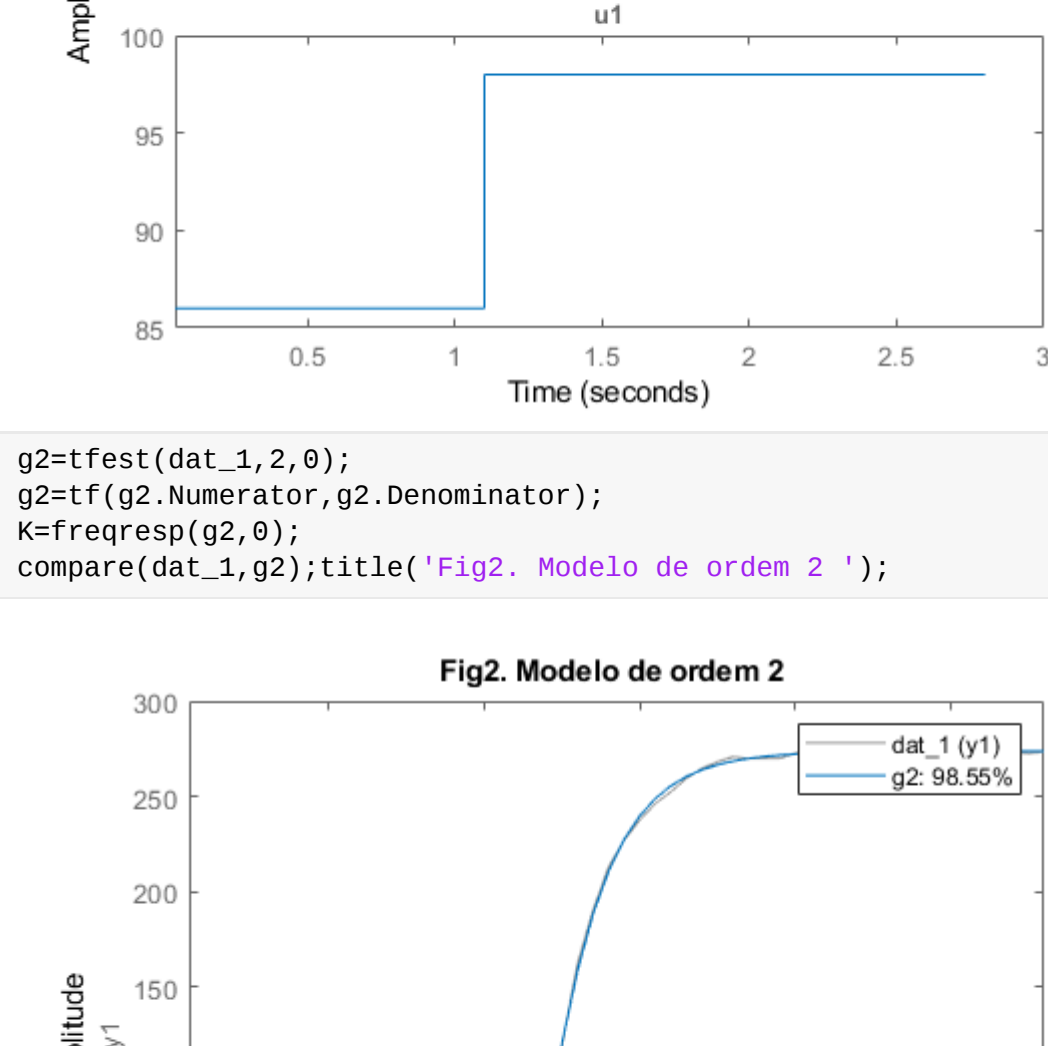 u1
Ampl
100
95
90
85
0.5 1 1.5 2 2.5 3
Time (seconds)
g2=tfest(dat_1,2,0);
g2=tf(g2.Numerator,g2.Denominator);
K=freqresp(g2,0);
compare(dat_1,g2);title('Fig2. Modelo de ordem 2 ');
Fig2. Modelo de ordem 2
300
250
200
150
dat_1 (y1)
g2: 98.55%
plitude
y1